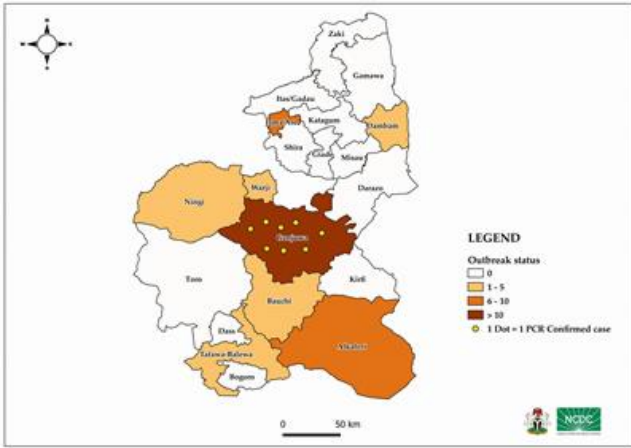 N
W
E
S
Zaki
Gamawa
Itas/Gadau
Jama'Are
Katagum
Dambam
Shira
Giade
Misau
Darazo
Ningi
Warji
Ganjuwa
Toro
Kirfi
Bauchi
Dass
Alkaleri
Tafawa-Balewa
Bogoro
LEGEND
Outbreak status
0
1 - 5
6 - 10
> 10
1 Dot = 1 PCR Confirmed case
0 50 km
NCDC